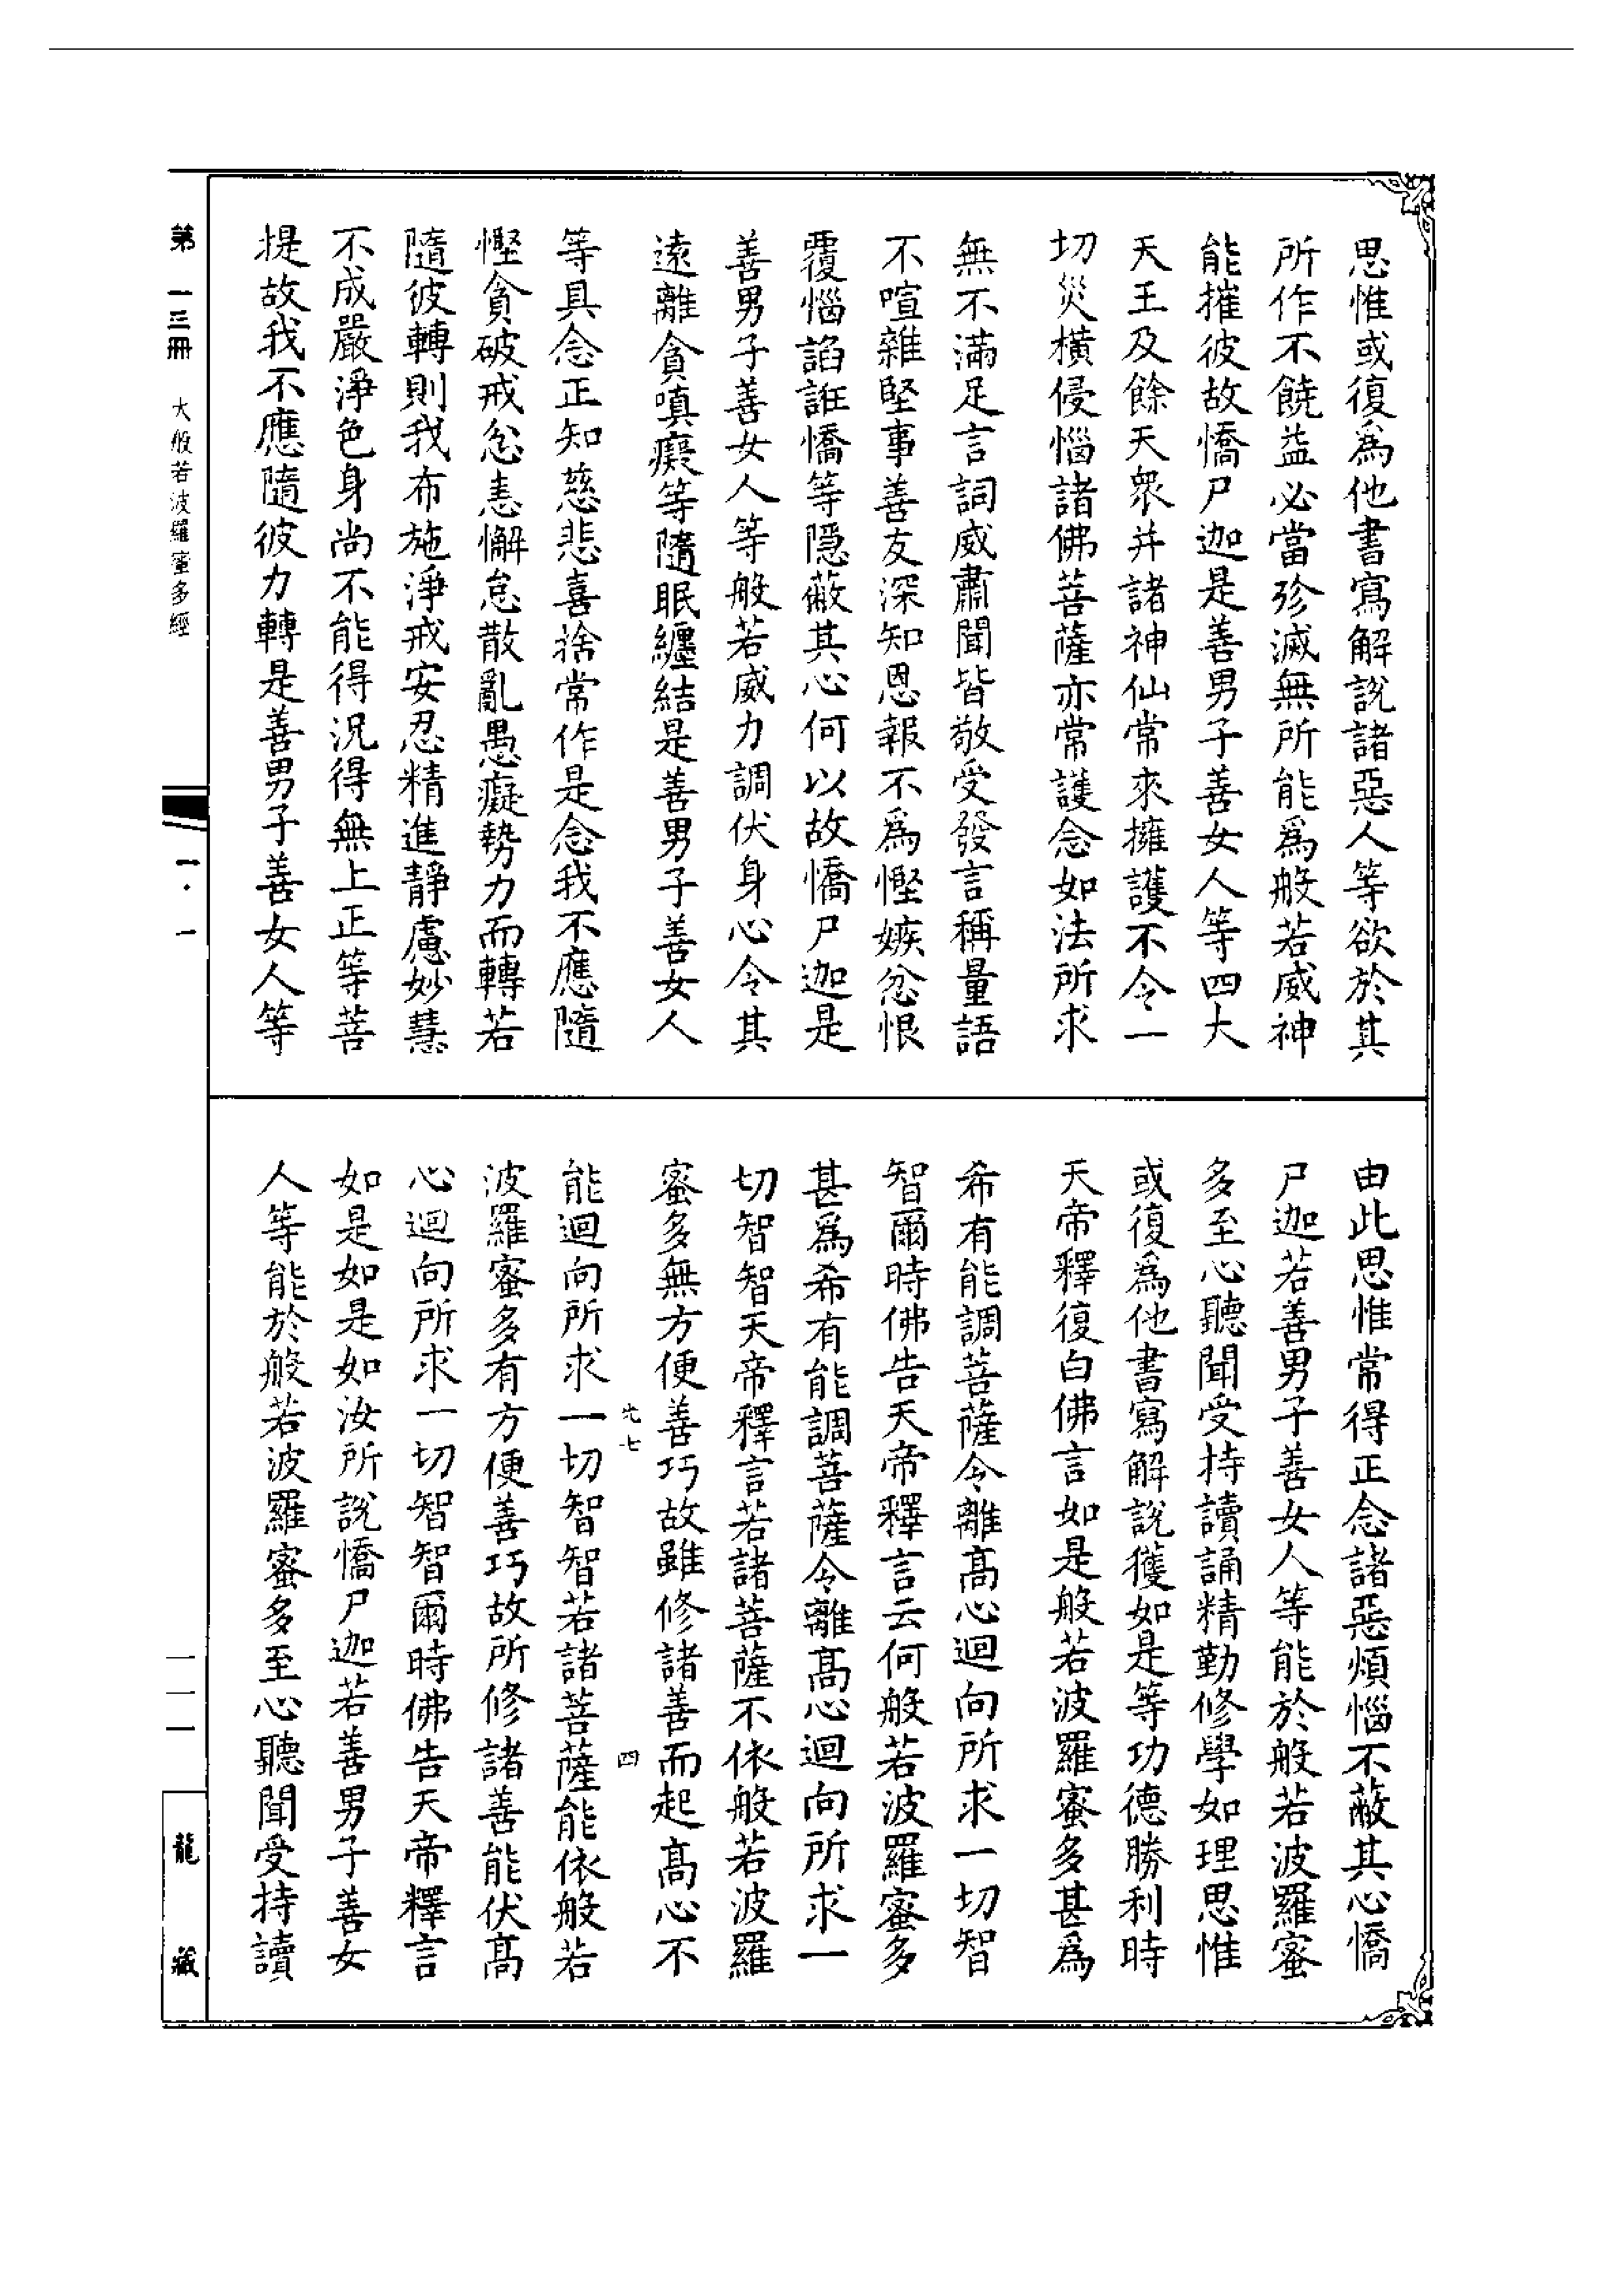 思惟或復爲他書寫解說諸惡人等欲於其
所作不饒益必當殄滅無所能爲般若威神
能摧彼故憍尸迦是善男子善女人等四大
天王及餘天衆并諸神仙常來擁護不令一
切災橫侵惱諸佛菩薩亦常護念如法所求
無不滿足言詞威肅聞皆敬受發言稱量語
不喧雜堅事善友深知恩報不爲慳嫉忿恨
覆惱諂誑憍等隱蔽其心何以故憍尸迦是
善男子善女人等般若威力調伏身心令其
遠離貪嗔癡等隨眠纏結是善男子善女人
等具念正知慈悲喜捨常作是念我不應隨
慳貪破戒忿恚懈怠散亂愚癡勢力而轉若
隨彼轉則我布施淨戒安忍精進靜慮妙慧
不成嚴淨色身尚不能得況得無上正等菩
提故我不應隨彼力轉是善男子善女人等
由此思惟常得正念諸惡煩惱不蔽其心憍
尸迦若善男子善女人等能於般若波羅蜜
多至心聽聞受持讀誦精勤修學如理思惟
或復爲他書寫解說獲如是等功德勝利時
天帝釋復白佛言如是般若波羅蜜多甚爲
希有能調菩薩令離高心迴向所求一切智
智爾時佛告天帝釋言云何般若波羅蜜多
甚爲希有能調菩薩令離高心迴向所求一
切智智天帝釋言若諸菩薩不依般若波羅
蜜多無方便善巧故雖修諸善而起高心不
七
四
能迴向所求一切智智若諸菩薩能依般若
波羅蜜多有方便善巧故所修諸善能伏高
心迴向所求一切智智爾時佛告天帝釋言
如是如是如汝所說憍尸迦若善男子善女
人等能於般若波羅蜜多至心聽聞受持讀
第一三冊 大般若波羅蜜多經
一·一
一一一
龍藏